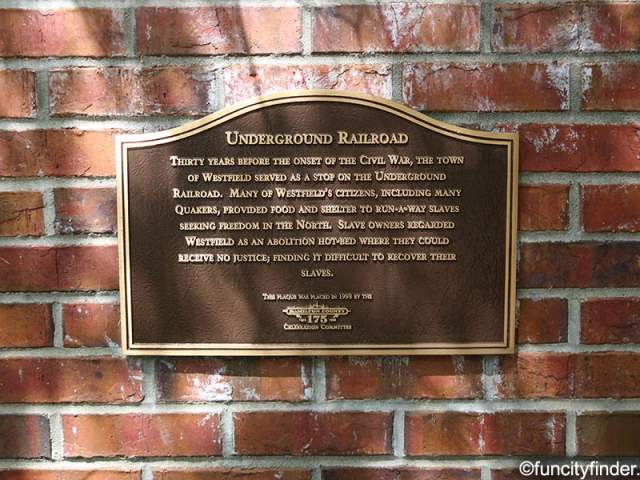 Underground Railroad
Thirty years before the onset of the Civil War, the town
of Westfield served as a stop on the Underground
Railroad. Many of Westfield's citizens, including many
Quakers, provided food and shelter to run-a-way slaves
seeking freedom in the North. Slave owners regarded
Westfield as an abolition hot-bed where they could
receive no justice; finding it difficult to recover their
slaves.
This plaque was placed in 1998 by the
Hamilton County
175
Celebration Committee
©funcityfinder.